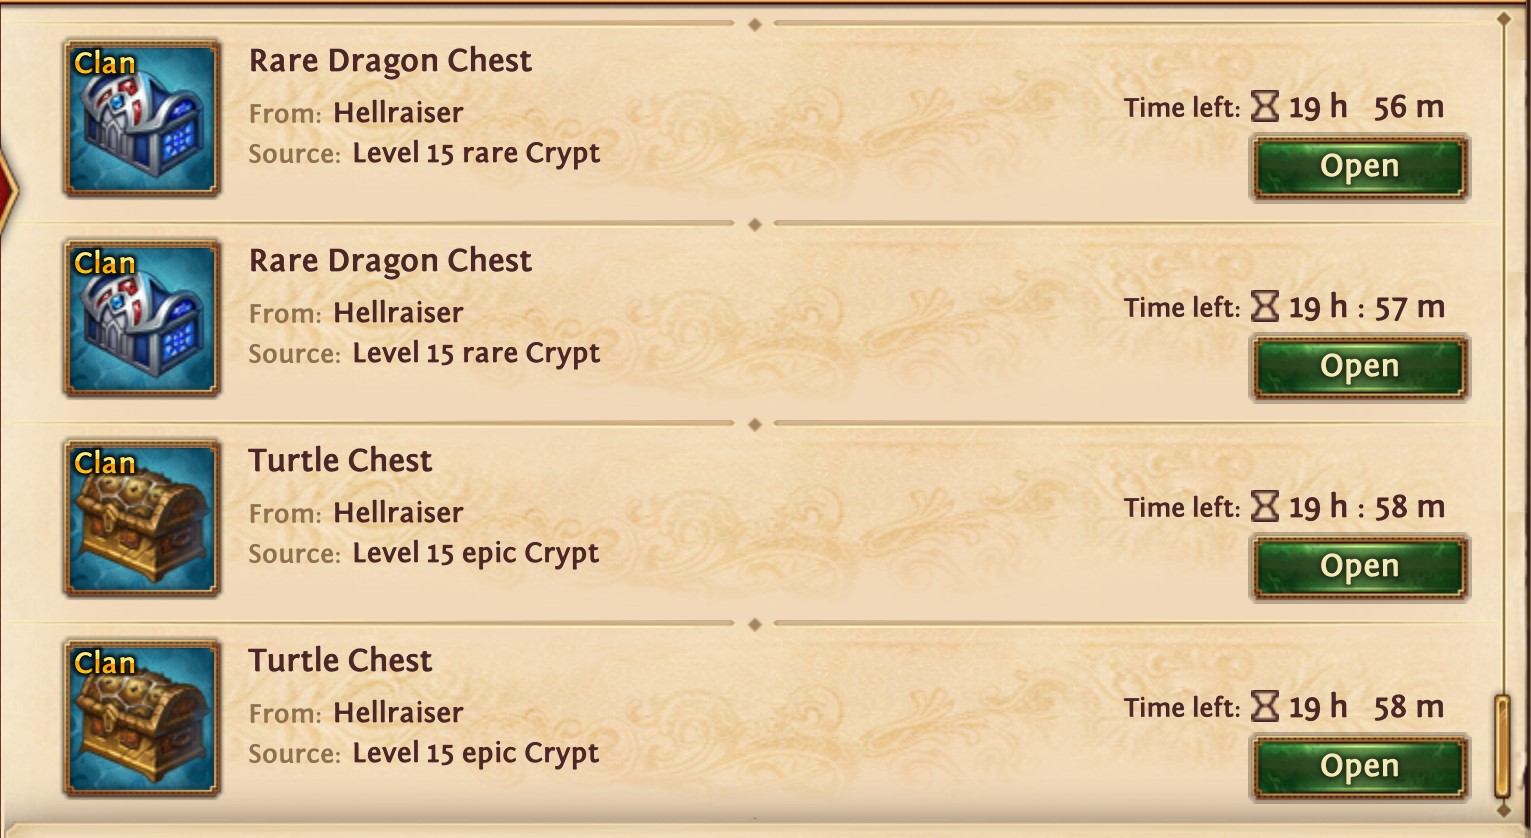 Clan
Rare Dragon Chest
From: Hellraiser
Source: Level 15 rare Crypt
Time left: 19 h 56 m
Open
Clan
Rare Dragon Chest
From: Hellraiser
Source: Level 15 rare Crypt
Time left: 19 h : 57 m
Open
Clan
Turtle Chest
From: Hellraiser
Source: Level 15 epic Crypt
Time left: 19 h : 58 m
Open
Clan
Turtle Chest
From: Hellraiser
Source: Level 15 epic Crypt
Time left: 19 h 58 m
Open